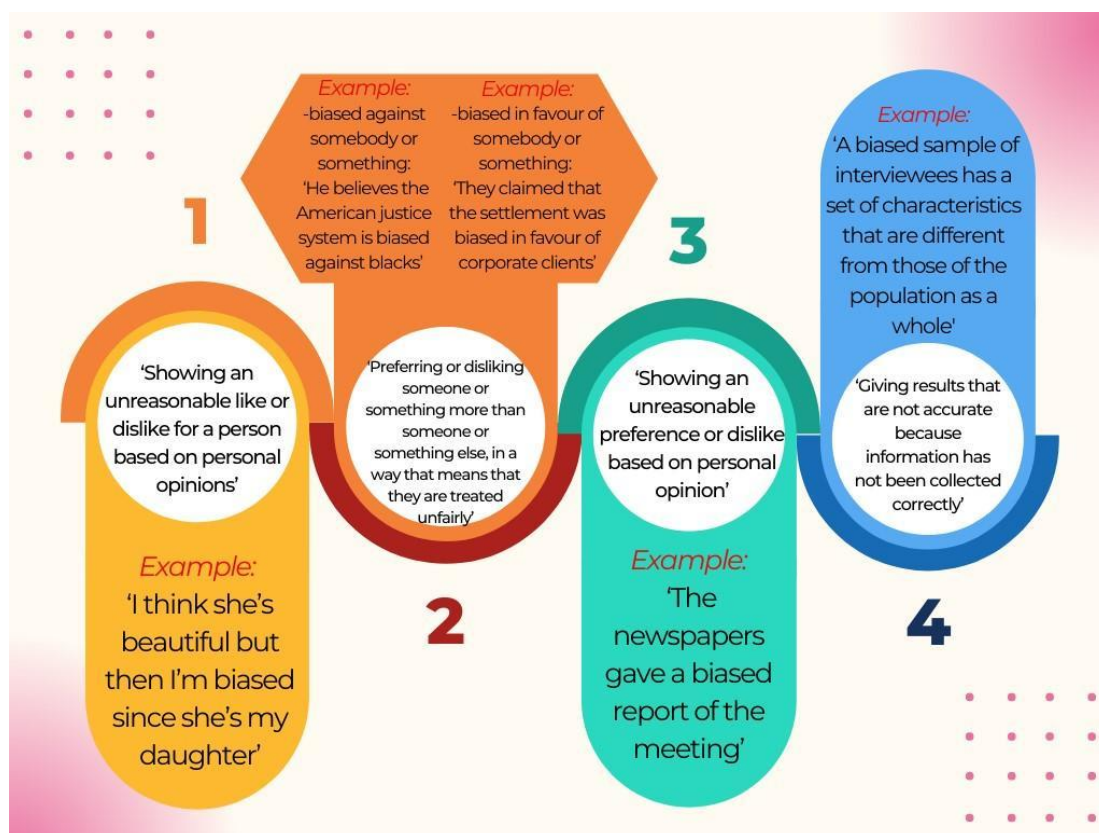 1
'Showing an
unreasonable like or
dislike for a person
based on personal
opinions'
Example:
'I think she's
beautiful but
then I'm biased
since she's my
daughter'
Example:
-biased against
somebody or
something:
'He believes the
American justice
system is biased
against blacks'
Example:
-biased in favour of
somebody or
something:
'They claimed that
the settlement was
biased in favour of
corporate clients'
'Preferring or disliking
someone or
something more than
someone or
something else, in a
way that means that
they are treated
unfairly'
2
3
'Showing an
unreasonable
preference or dislike
based on personal
opinion'
Example:
'The
newspapers
gave a biased
report of the
meeting'
Example:
'A biased sample of
interviewees has a
set of characteristics
that are different
from those of the
population as a
whole'
'Giving results that
are not accurate
because
information has
not been collected
correctly'
4